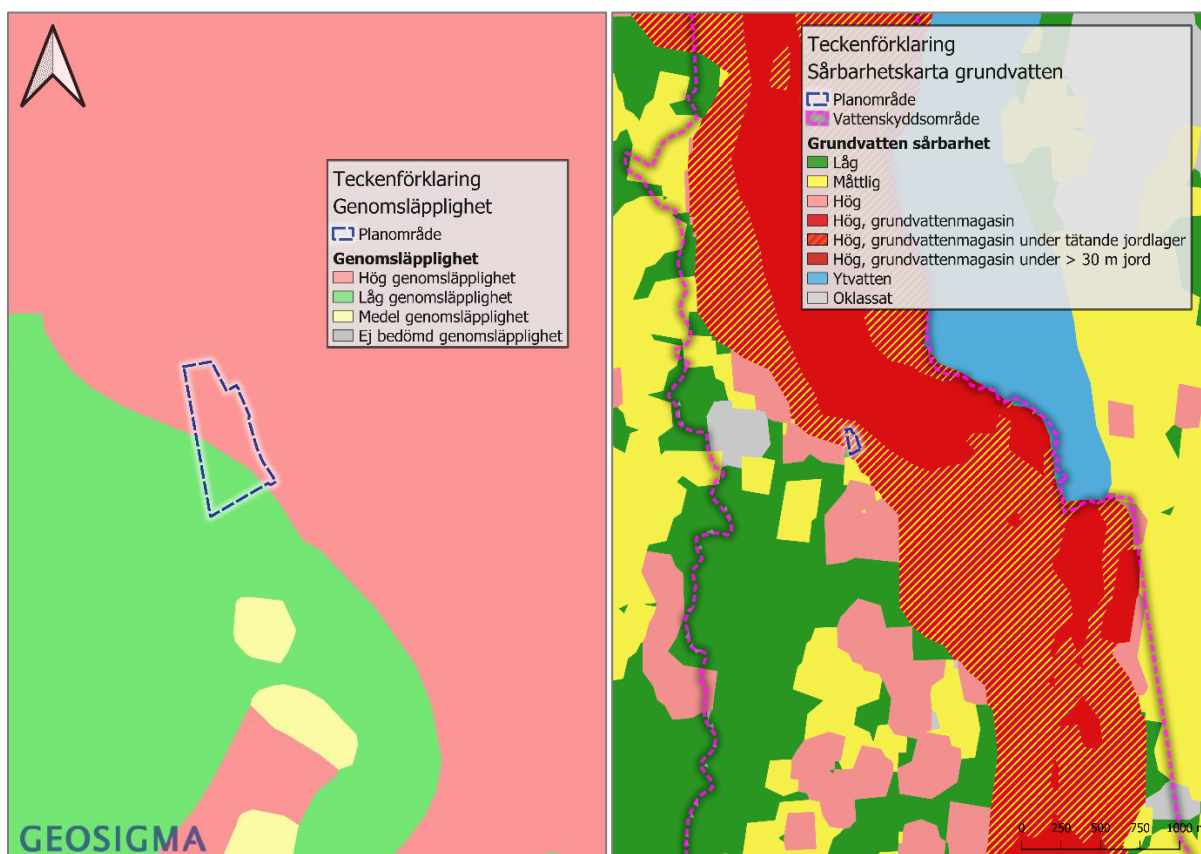 Teckenförklaring
Genomsläpplighet
Planområde
Genomsläpplighet
Hög genomsläpplighet
Låg genomsläpplighet
Medel genomsläpplighet
Ej bedömd genomsläpplighet
GEOSIGMA
Teckenförklaring
Sårbarhetskarta grundvatten
Planområde
Vattenskyddsområde
Grundvatten sårbarhet
Låg
Måttlig
Hög
Hög, grundvattenmagasin
Hög, grundvattenmagasin under tätande jordlager
Hög, grundvattenmagasin under > 30 m jord
Ytvatten
Oklassat
0 250 500 750 1000 m